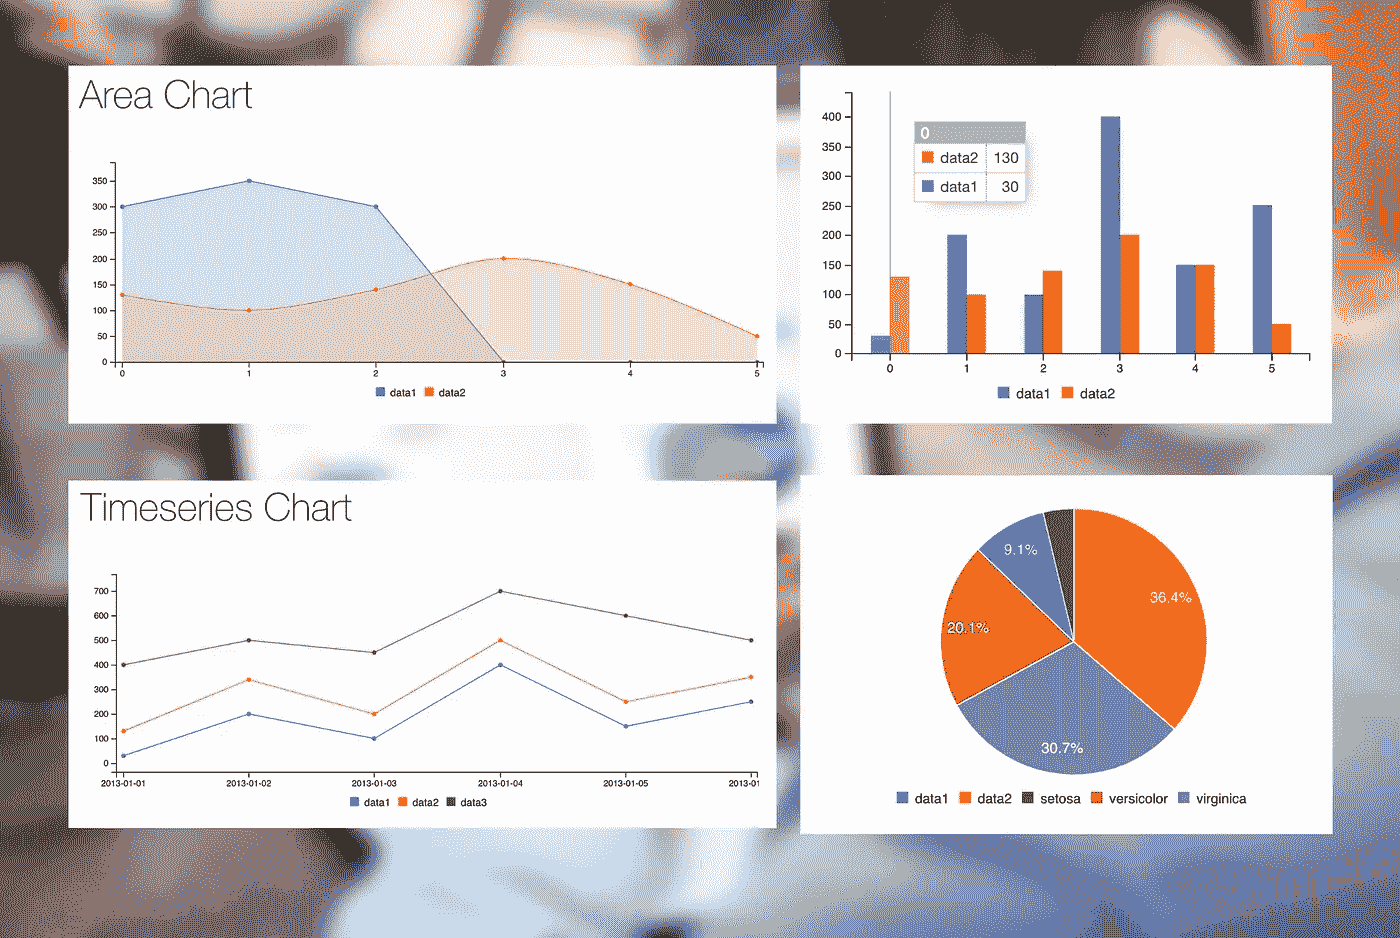 Area Chart
350
300
250
200
150
100
50
0
0 1 2 3 4 5
data1 data2
400
350
300
250
200
150
100
50
0
0
data2 130
data1 30
0 1 2 3 4 5
data1 data2
Timeseries Chart
700
600
500
400
300
200
100
0
2013-01-01 2013-01-02 2013-01-03 2013-01-04 2013-01-05 2013-01
data1 data2 data3
9.1%
36.4%
20.1%
30.7%
data1 data2 setosa versicolor virginica